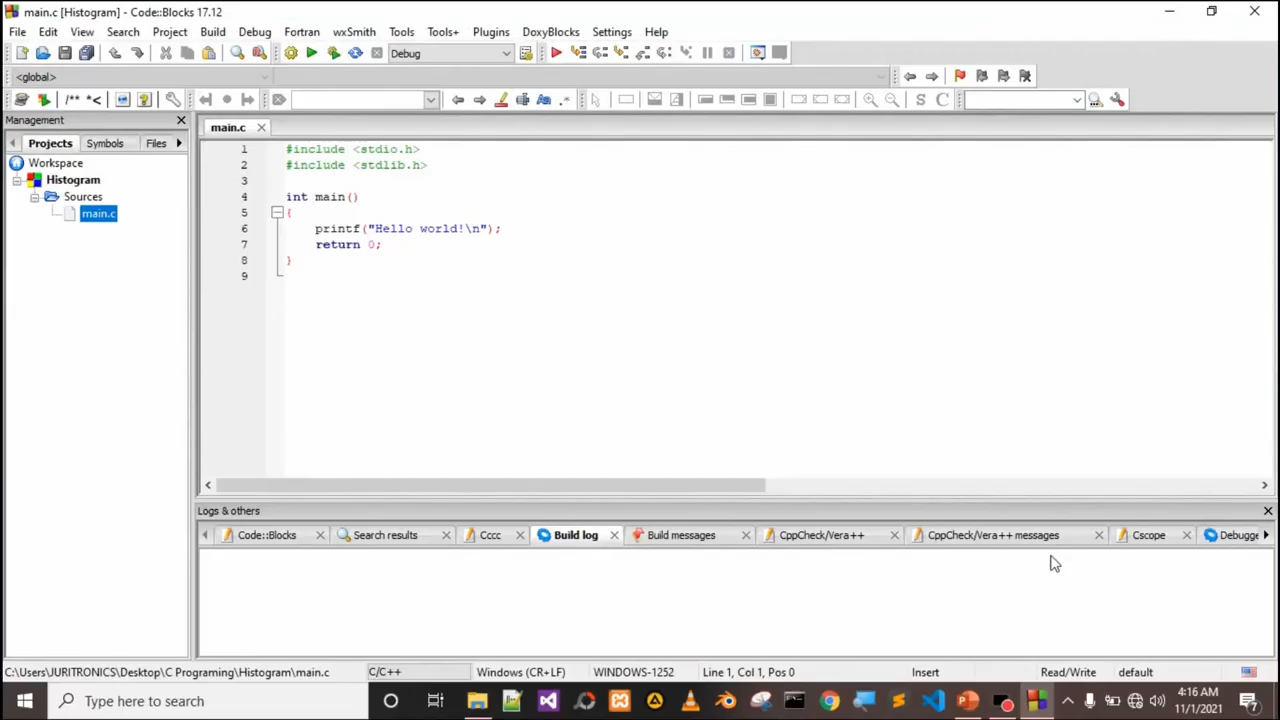 main.c [Histogram] - Code::Blocks 17.12
File Edit View Search Project Build Debug Fortran wxSmith Tools Tools+ Plugins DoxyBlocks Settings Help
Debug
<global>
/** *<
S C
Management
Projects Symbols Files
main.c
Workspace
Histogram
Sources
main.c
1 #include <stdio.h>
2 #include <stdlib.h>
3
4 int main()
5 {
6 printf("Hello world!\n");
7 return 0;
8 }
9
Logs & others
Code::Blocks Search results Cccc Build log Build messages CppCheck/Vera++ CppCheck/Vera++ messages Cscope Debugge
C:\Users\JURITRONICS\Desktop\C Programing\Histogram\main.c C/C++ Windows (CR+LF) WINDOWS-1252 Line 1, Col 1, Pos 0 Insert Read/Write default
Type here to search
4:16 AM
11/1/2021
7